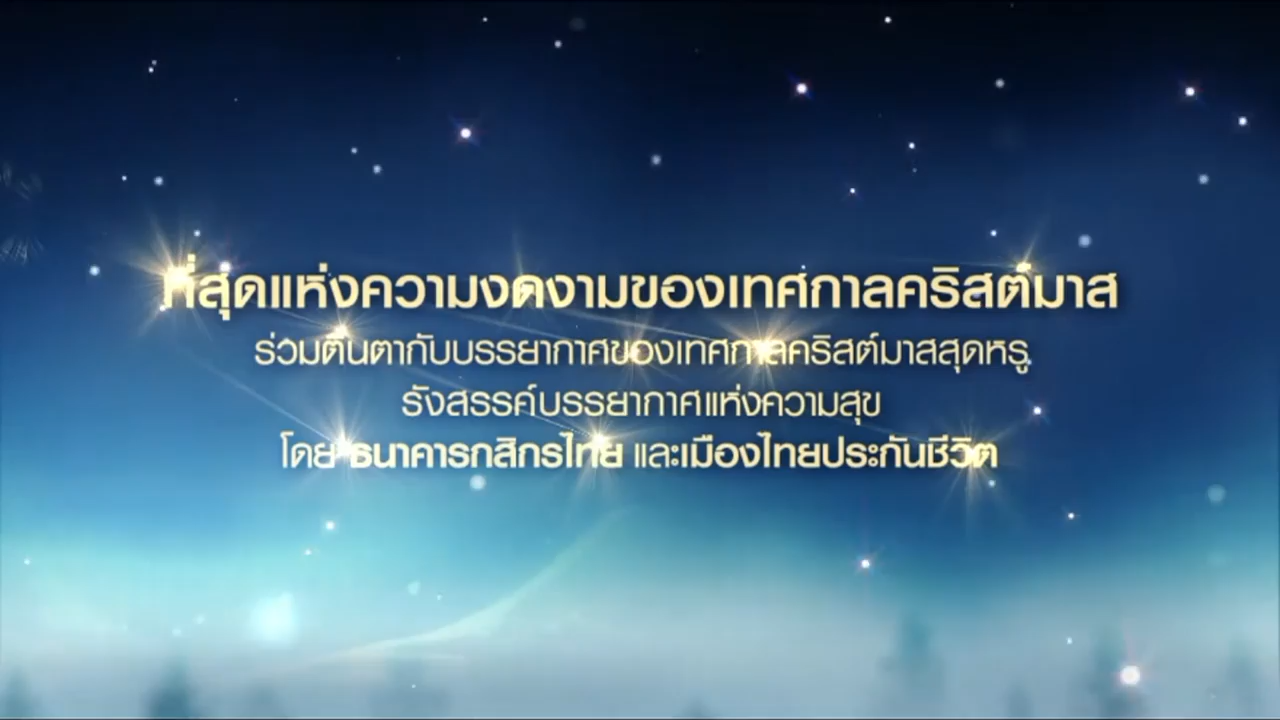 ที่สุดแห่งความงดงามของเทศกาลคริสต์มาส
ร่วมตื่นตากับบรรยากาศของเทศกาลคริสต์มาสสุดหรู
รังสรรค์บรรยากาศแห่งความสุข
โดย ธนาคารกสิกรไทย และเมืองไทยประกันชีวิต